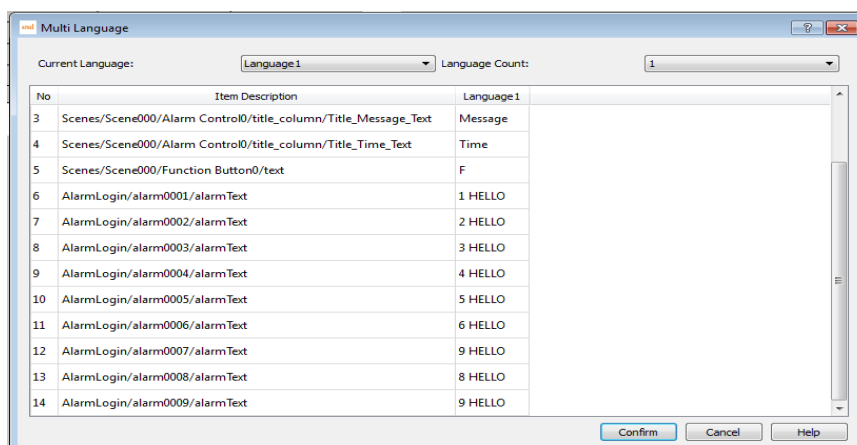 Multi Language
Current Language: Language1 Language Count: 1
No Item Description Language1
3 Scenes/Scene000/Alarm Control0/title_column/Title_Message_Text Message
4 Scenes/Scene000/Alarm Control0/title_column/Title_Time_Text Time
5 Scenes/Scene000/Function Button0/text F
6 AlarmLogin/alarm0001/alarmText 1 HELLO
7 AlarmLogin/alarm0002/alarmText 2 HELLO
8 AlarmLogin/alarm0003/alarmText 3 HELLO
9 AlarmLogin/alarm0004/alarmText 4 HELLO
10 AlarmLogin/alarm0005/alarmText 5 HELLO
11 AlarmLogin/alarm0006/alarmText 6 HELLO
12 AlarmLogin/alarm0007/alarmText 9 HELLO
13 AlarmLogin/alarm0008/alarmText 8 HELLO
14 AlarmLogin/alarm0009/alarmText 9 HELLO
Confirm Cancel Help